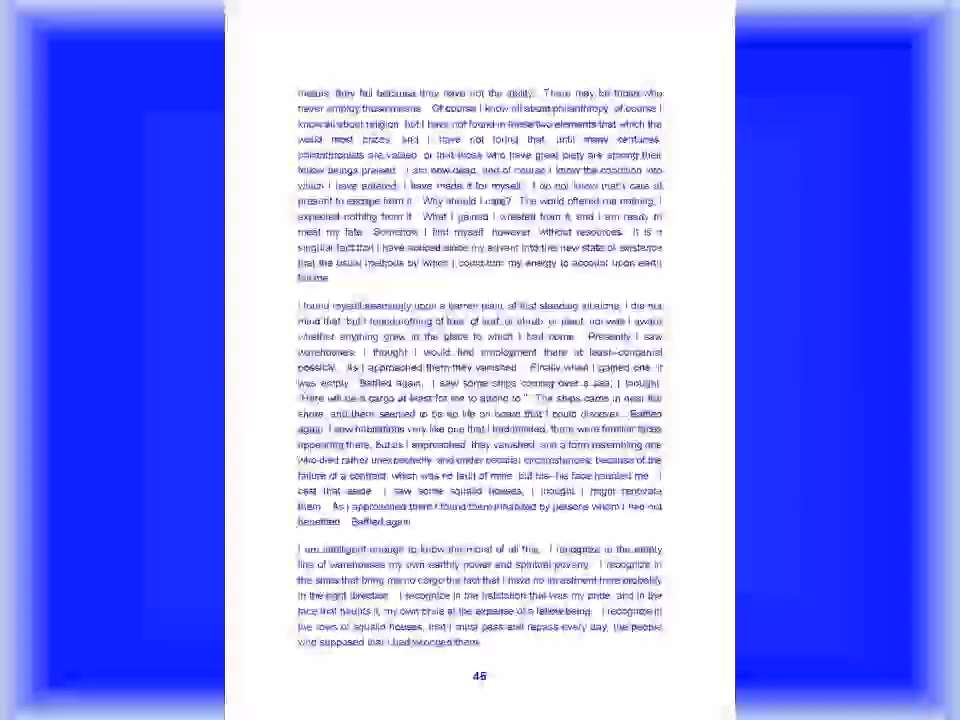 means, they fail because they have not the ability. There may be those who
never employ those means. Of course I know all about philanthropy, of course I
know all about religion, but I have not found in these two elements that which the
world most prizes, and I have not found that, until many centuries,
philanthropists are valued, or that those who have great piety are among their
fellow beings praised. I am now dead, and of course I know the condition into
which I have entered. I have made it for myself. I do not know that I care at
present to escape from it. Why should I care? The world offered me nothing, I
expected nothing from it. What I gained I wrested from it, and I am ready to
meet my fate. Somehow I find myself, however, without resources. It is a
singular fact that I have noticed since my advent into this new state of existence
that the usual methods by which I could turn my energy to account upon earth
fail me.
I found myself seemingly upon a barren plain, at first standing all alone, I did not
mind that, but I found nothing of tree, of leaf, or shrub, or plant, nor was I aware
whether anything grew in the place to which I had come. Presently I saw
warehouses. I thought I would find employment there at least--congenial
possibly. As I approached them they vanished. Finally when I gained one, it
was empty. Baffled again. I saw some ships coming over a sea, I thought,
"Here will be a cargo at least for me to attend to." The ships came in near the
shore, and there seemed to be no life on board that I could discover. Baffled
again. I saw habitations very like one that I had there were familiar faces
appearing there, but as I approached, they vanished, and a form resembling one
who died rather unexpectedly, and under peculiar circumstances, because of the
failure of a contract, which was no fault of mine, but his--his face haunted me. I
cast that aside. I saw some squalid houses, I thought I might renovate
them. As I approached them I found them inhabited by persons whom I had not
benefited. Baffled again.
I am intelligent enough to know the moral of all this. I recognize in the empty
line of warehouses my own earthly power and spiritual poverty. I recognize in
the ships that bring me no cargo the fact that I have no investment here probably
in the right direction. I recognize in the habitation that was my pride, and in the
face that haunts it, my own pride at the expense of a fellow being. I recognize in
the rows of squalid houses, that I must pass and repass every day, the people
who supposed that I had wronged them.
45